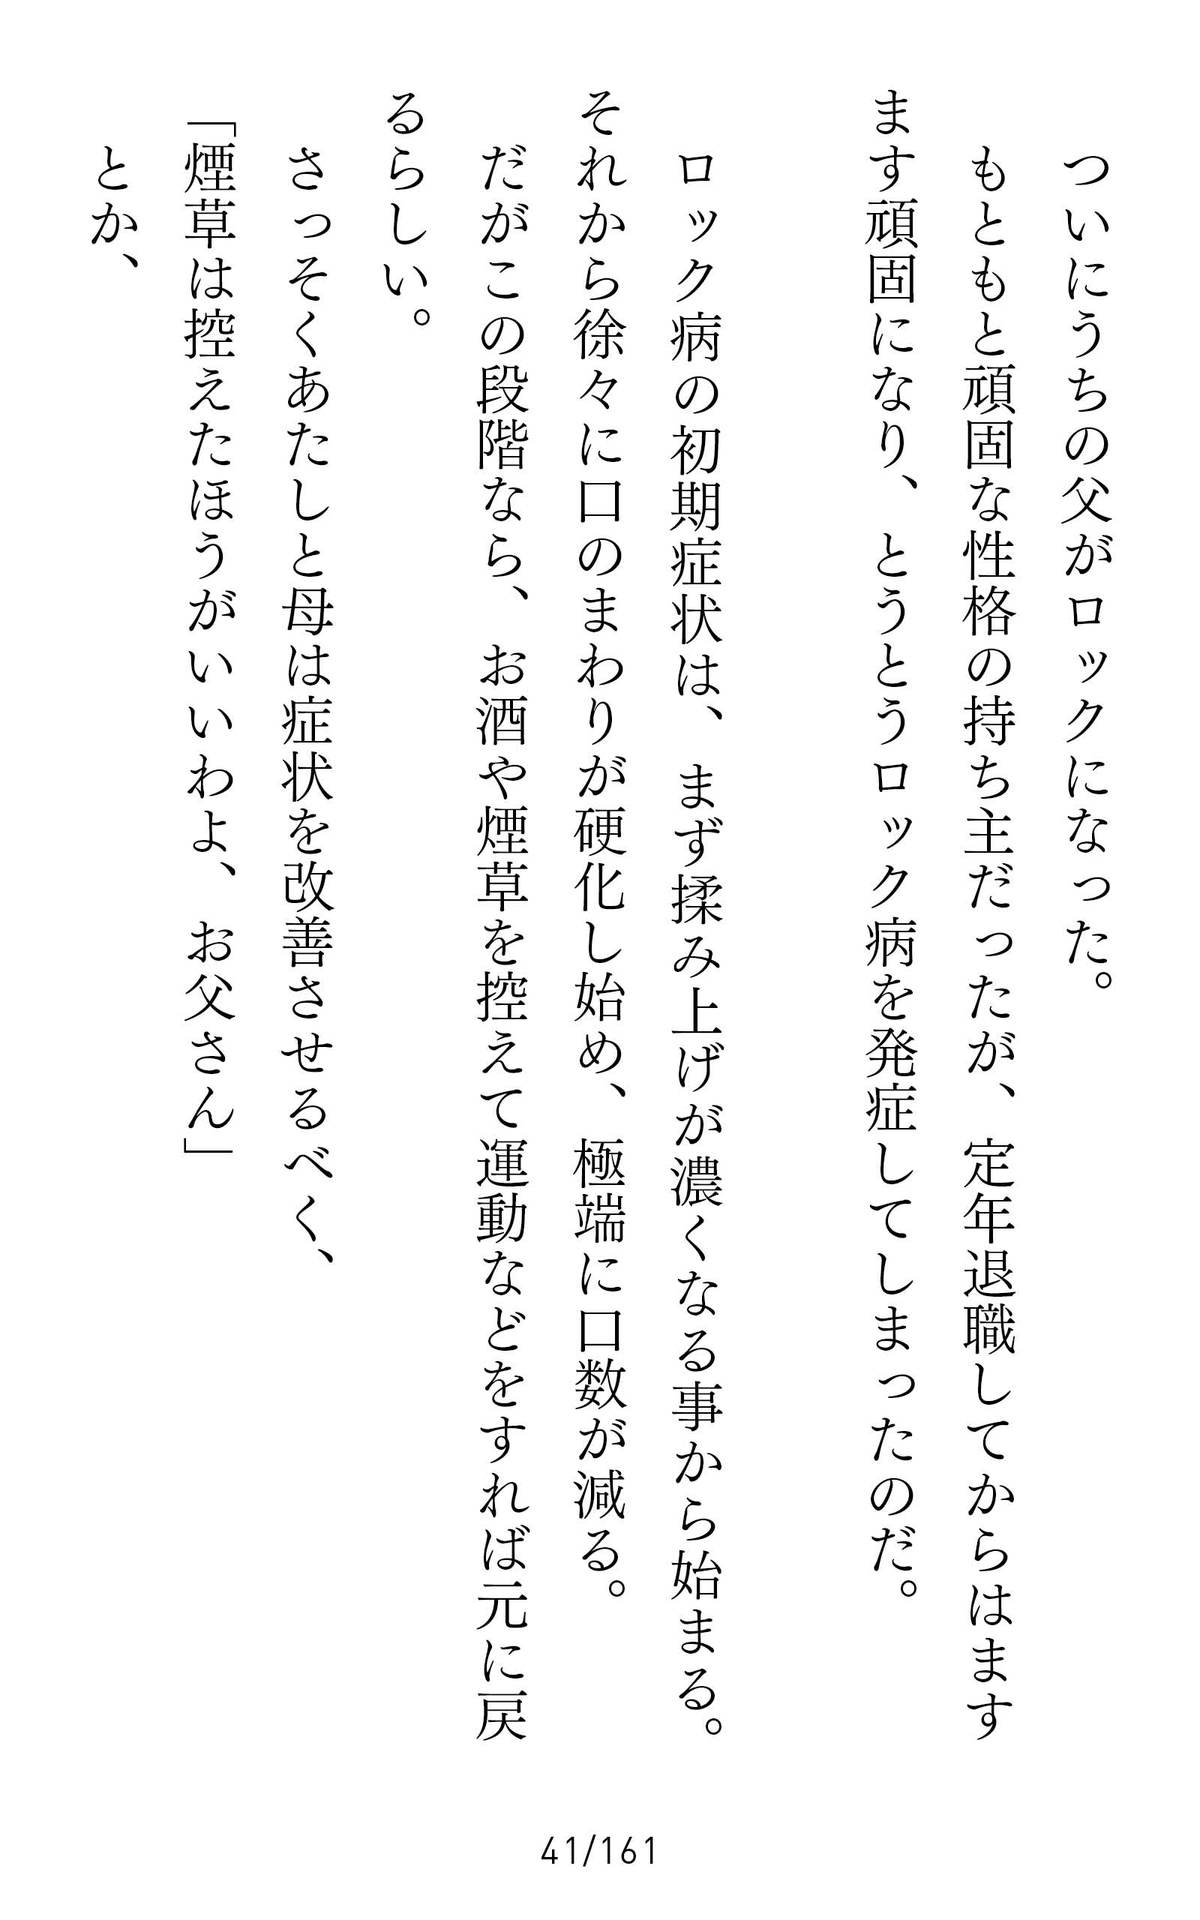 ついにうちの父がロックになった。
もともと頑固な性格の持ち主だったが、定年退職してからはます
ます頑固になり、とうとうロック病を発症してしまったのだ。
ロック病の初期症状は、まず揉み上げが濃くなる事から始まる。
それから徐々に口のまわりが硬化し始め、極端に口数が減る。
だがこの段階なら、お酒や煙草を控えて運動などをすれば元に戻
るらしい。
さっそくあたしと母は症状を改善させるべく、
「煙草は控えたほうがいいわよ、お父さん」
とか、
41/161